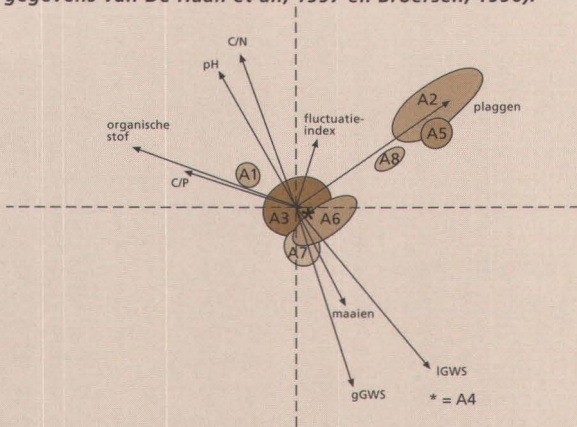 gegevens van De Haan et al, 1997 en Broersen, 1996).
C/N
pH
organische
stof
C/P
fluctuatie-
index
plaggen
A2
A5
A8
A1
A3
*
A6
A7
maaien
lGWS
gGWS
* = A4